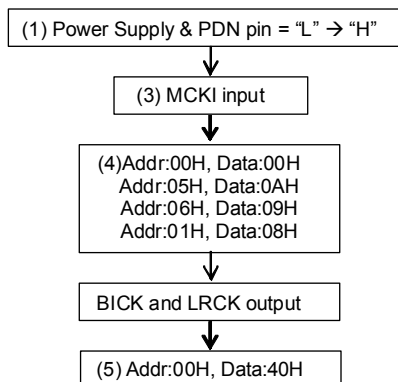 (1) Power Supply & PDN pin = “L” → “H”
(3) MCKI input
(4)Addr:00H, Data:00H
Addr:05H, Data:0AH
Addr:06H, Data:09H
Addr:01H, Data:08H
BICK and LRCK output
(5) Addr:00H, Data:40H